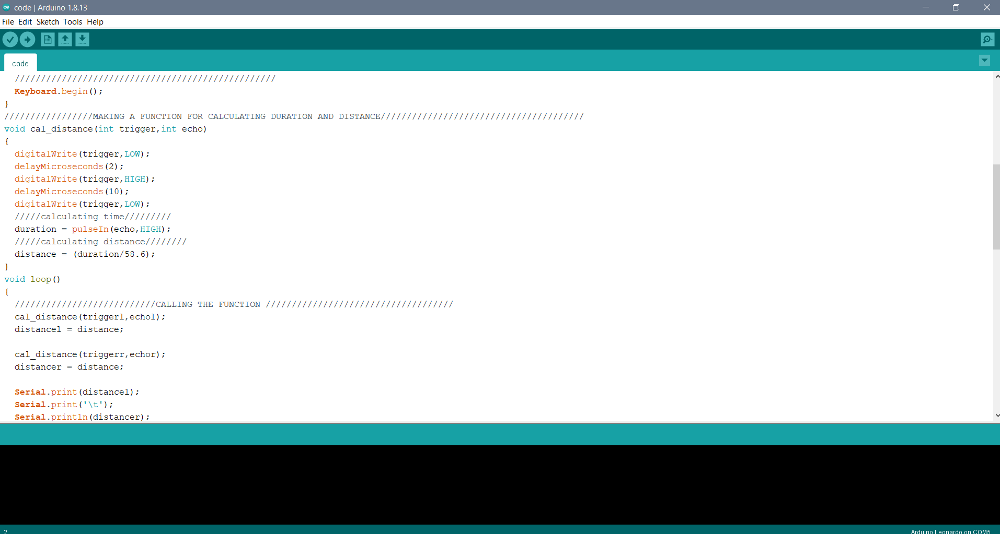 code | Arduino 1.8.13
File Edit Sketch Tools Help
code
//////////////////////////////////////////////////
Keyboard.begin();
}
/////////////////MAKING A FUNCTION FOR CALCULATING DURATION AND DISTANCE///////////////////////////////////////
void cal_distance(int trigger,int echo)
{
digitalWrite(trigger,LOW);
delayMicroseconds(2);
digitalWrite(trigger,HIGH);
delayMicroseconds(10);
digitalWrite(trigger,LOW);
/////calculating time/////////
duration = pulseIn(echo,HIGH);
/////calculating distance////////
distance = (duration/58.6);
}
void loop()
{
///////////////////////////CALLING THE FUNCTION ////////////////////////////////////
cal_distance(triggerl,echol);
distancel = distance;
cal_distance(triggerr,echor);
distancer = distance;
Serial.print(distancel);
Serial.print('\t');
Serial.println(distancer);
2
Arduino Leonardo on COM5